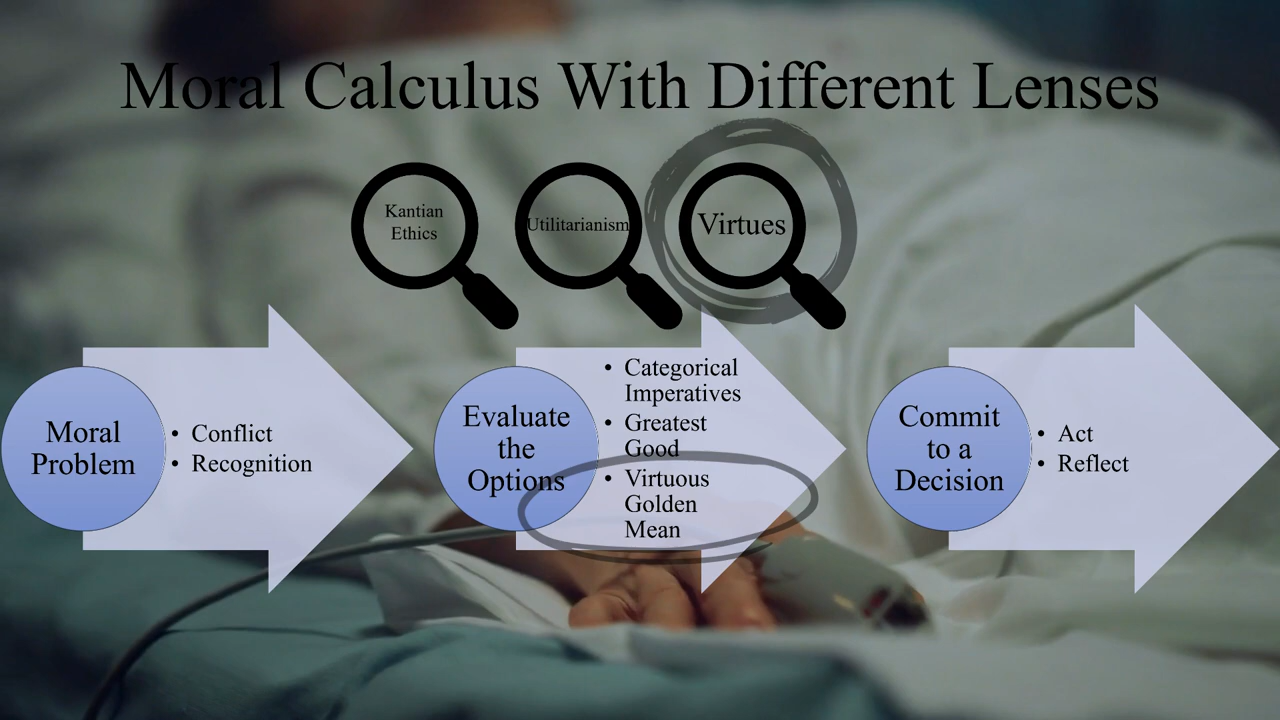 Moral Calculus With Different Lenses
Kantian
Ethics
Utilitarianism
Virtues
Moral
Problem
• Conflict
• Recognition
Evaluate
the
Options
• Categorical
Imperatives
• Greatest
Good
• Virtuous
Golden
Mean
Commit
to a
Decision
• Act
• Reflect